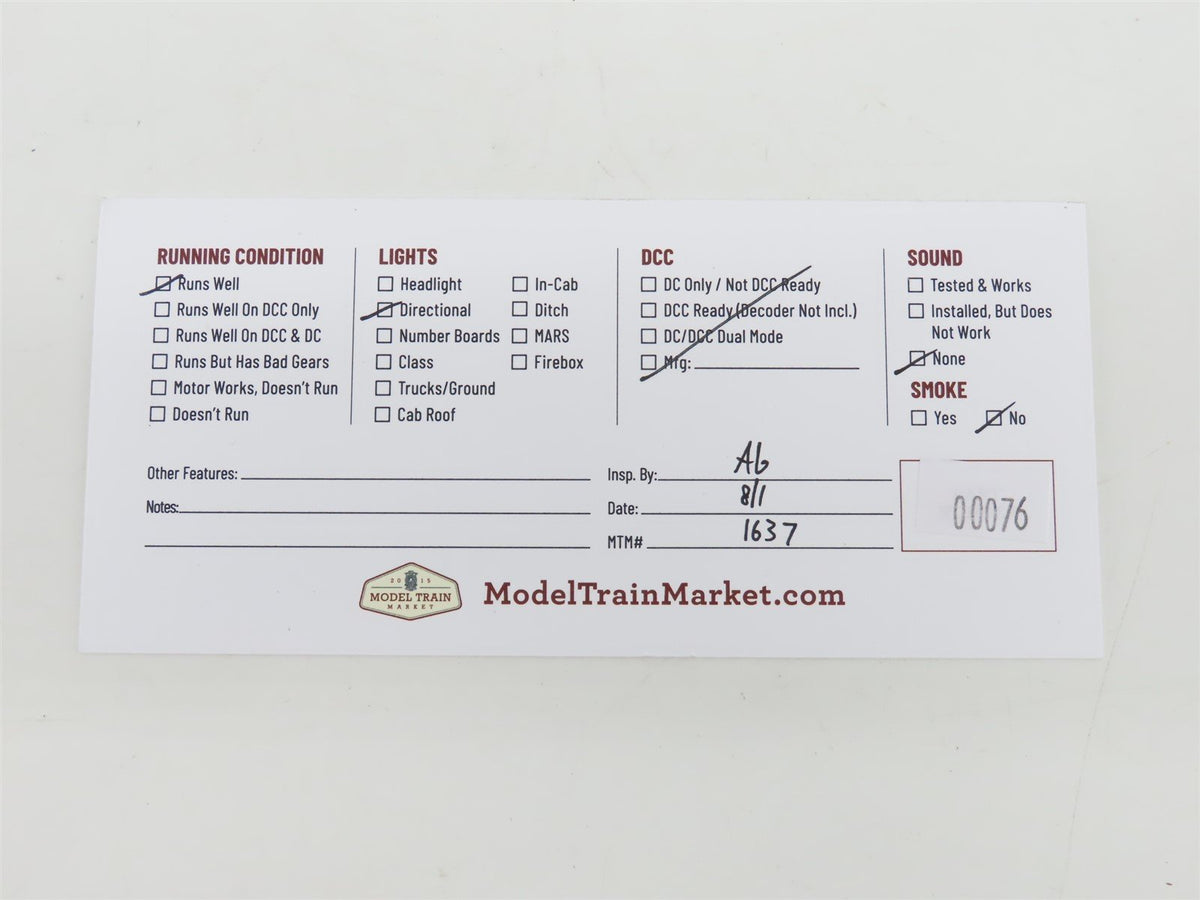 RUNNING CONDITION
Runs Well
Runs Well On DCC Only
Runs Well On DCC & DC
Runs But Has Bad Gears
Motor Works, Doesn't Run
Doesn't Run
LIGHTS
Headlight
Directional
Number Boards
Class
Trucks/Ground
Cab Roof
In-Cab
Ditch
MARS
Firebox
DCC
DC Only / Not DCC Ready
DCC Ready (Decoder Not Incl.)
DC/DCC Dual Mode
Mfg:
SOUND
Tested & Works
Installed, But Does
Not Work
None
SMOKE
Yes No
Other Features:
Notes:
Insp. By: AG
Date: 8/1
MTM# 1637
00076
2015
MODEL TRAIN
MARKET
ModelTrainMarket.com